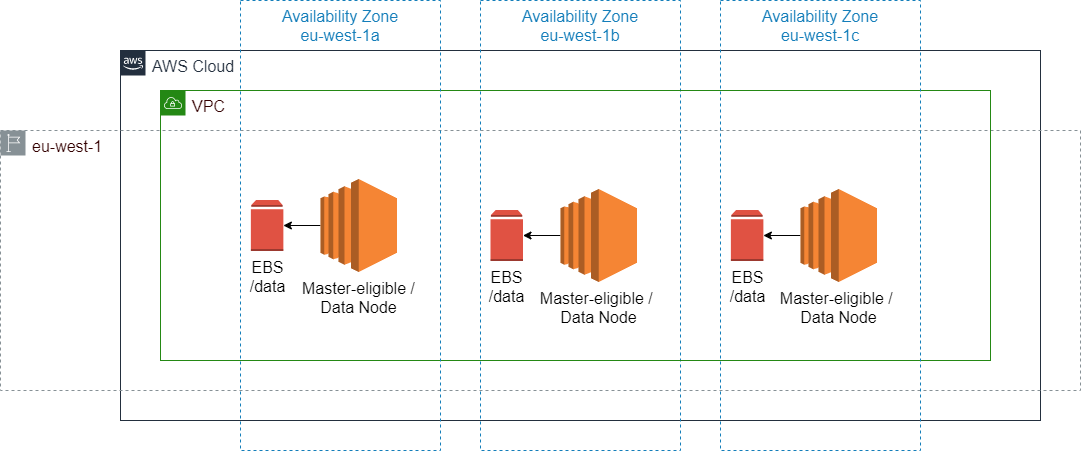 Availability Zone
eu-west-1a
Availability Zone
eu-west-1b
Availability Zone
eu-west-1c
aws
AWS Cloud
VPC
eu-west-1
EBS
/data
Master-eligible /
Data Node
EBS
/data
Master-eligible /
Data Node
EBS
/data
Master-eligible /
Data Node